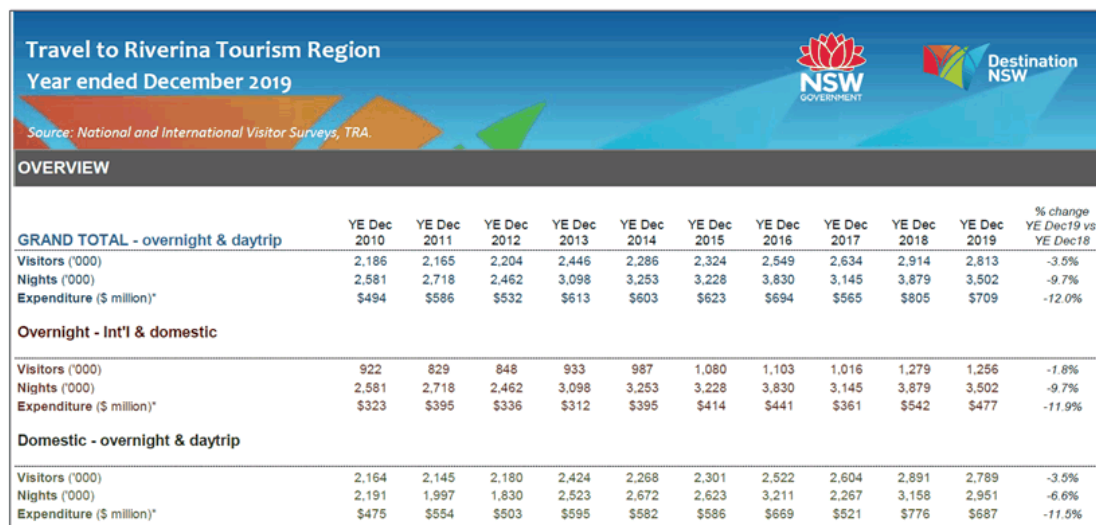 Travel to Riverina Tourism Region
Year ended December 2019
NSW
GOVERNMENT
Destination
NSW
Source: National and International Visitor Surveys, TRA.
OVERVIEW
GRAND TOTAL - overnight & daytrip YE Dec 2010 YE Dec 2011 YE Dec 2012 YE Dec 2013 YE Dec 2014 YE Dec 2015 YE Dec 2016 YE Dec 2017 YE Dec 2018 YE Dec 2019 % change YE Dec19 vs YE Dec18
Visitors ('000) 2,186 2,165 2,204 2,446 2,286 2,324 2,549 2,634 2,914 2,813 -3.5%
Nights ('000) 2,581 2,718 2,462 3,098 3,253 3,228 3,830 3,145 3,879 3,502 -9.7%
Expenditure ($ million)* $494 $586 $532 $613 $603 $623 $694 $565 $805 $709 -12.0%
Overnight - Int'l & domestic
Visitors ('000) 922 829 848 933 987 1,080 1,103 1,016 1,279 1,256 -1.8%
Nights ('000) 2,581 2,718 2,462 3,098 3,253 3,228 3,830 3,145 3,879 3,502 -9.7%
Expenditure ($ million)* $323 $395 $336 $312 $395 $414 $441 $361 $542 $477 -11.9%
Domestic - overnight & daytrip
Visitors ('000) 2,164 2,145 2,180 2,424 2,268 2,301 2,522 2,604 2,891 2,789 -3.5%
Nights ('000) 2,191 1,997 1,830 2,523 2,672 2,623 3,211 2,267 3,158 2,951 -6.6%
Expenditure ($ million)* $475 $554 $503 $595 $582 $586 $669 $521 $776 $687 -11.5%